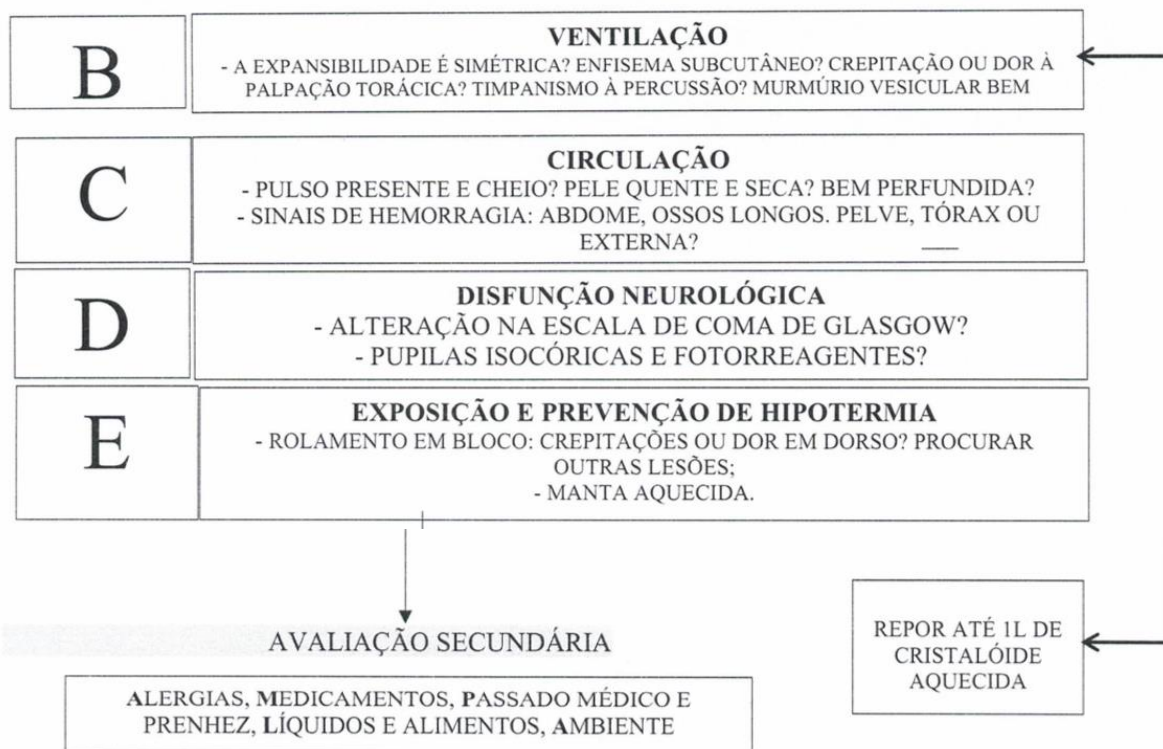 B
VENTILAÇÃO
- A EXPANSIBILIDADE É SIMÉTRICA? ENFISEMA SUBCUTÂNEO? CREPITAÇÃO OU DOR À
PALPAÇÃO TORÁCICA? TIMPANISMO À PERCUSSÃO? MURMÚRIO VESICULAR BEM
C
CIRCULAÇÃO
- PULSO PRESENTE E CHEIO? PELE QUENTE E SECA? BEM PERFUNDIDA?
- SINAIS DE HEMORRAGIA: ABDOME, OSSOS LONGOS. PELVE, TÓRAX OU
EXTERNA?
D
DISFUNÇÃO NEUROLÓGICA
- ALTERAÇÃO NA ESCALA DE COMA DE GLASGOW?
- PUPILAS ISOCÓRICAS E FOTORREAGENTES?
E
EXPOSIÇÃO E PREVENÇÃO DE HIPOTERMIA
- ROLAMENTO EM BLOCO: CREPITAÇÕES OU DOR EM DORSO? PROCURAR
OUTRAS LESÕES;
- MANTA AQUECIDA.
AVALIAÇÃO SECUNDÁRIA
ALERGIAS, MEDICAMENTOS, PASSADO MÉDICO E
PRENHEZ, LÍQUIDOS E ALIMENTOS, AMBIENTE
REPOR ATÉ 1L DE
CRISTALÓIDE
AQUECIDA